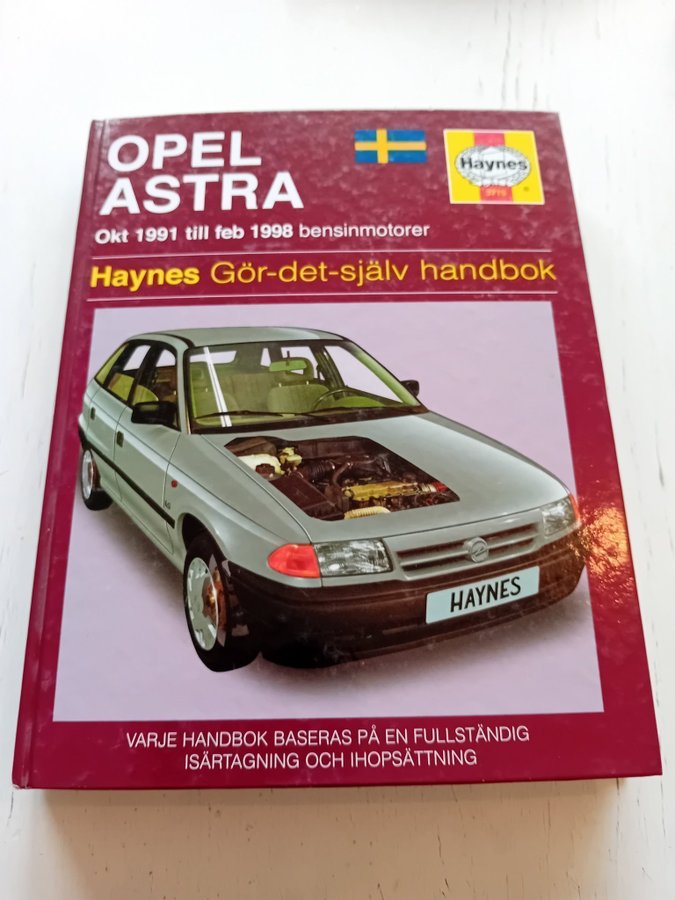 OPEL
ASTRA
Haynes
Okt 1991 till feb 1998 bensinmotorer
Haynes Gör-det-själv handbok
HAYNES
VARJE HANDBOK BASERAS PÅ EN FULLSTÄNDIG
ISÄRTAGNING OCH IHOPSÄTTNING